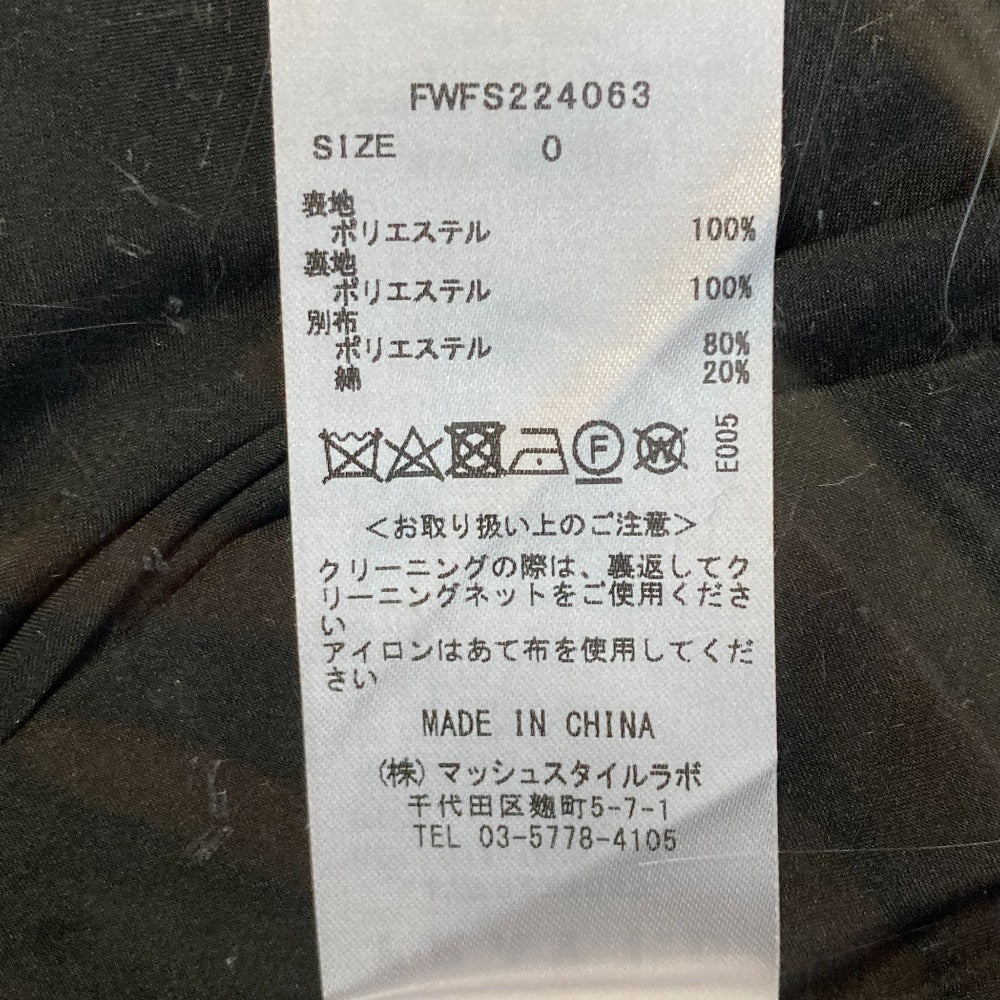 FWFS224063
SIZE 0
表地
ポリエステル 100%
裏地
ポリエステル 100%
別布
ポリエステル 80%
綿 20%
F W E005
<お取り扱い上のご注意>
クリーニングの際は、裏返してク
リーニングネットをご使用くださ
い
アイロンはあて布を使用してくだ
さい
MADE IN CHINA
(株)マッシュスタイルラボ
千代田区麹町5-7-1
TEL 03-5778-4105